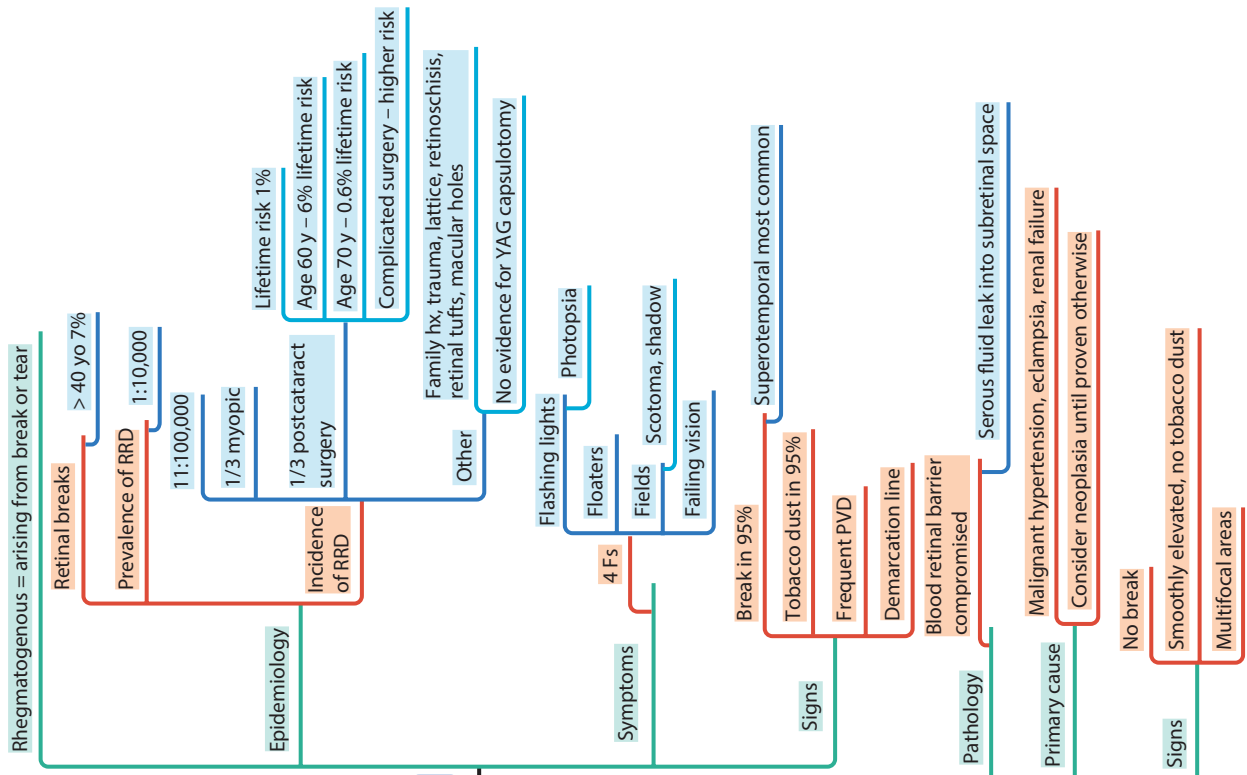 Rhegmatogenous = arising from break or tear
Epidemiology
Retinal breaks
> 40 yo 7%
Prevalence of RRD
1:10,000
Incidence
of RRD
1:100,000
1/3 myopic
1/3 postcataract
surgery
Lifetime risk 1%
Age 60 y – 6% lifetime risk
Age 70 y – 0.6% lifetime risk
Complicated surgery – higher risk
Other
Family hx, trauma, lattice, retinoschisis,
retinal tufts, macular holes
No evidence for YAG capsulotomy
Symptoms
4 Fs
Flashing lights
Photopsia
Floaters
Fields
Scotoma, shadow
Failing vision
Signs
Break in 95%
Superotemporal most common
Tobacco dust in 95%
Frequent PVD
Demarcation line
Pathology
Blood retinal barrier
compromised
Serous fluid leak into subretinal space
Primary cause
Malignant hypertension, eclampsia, renal failure
Consider neoplasia until proven otherwise
Signs
No break
Smoothly elevated, no tobacco dust
Multifocal areas